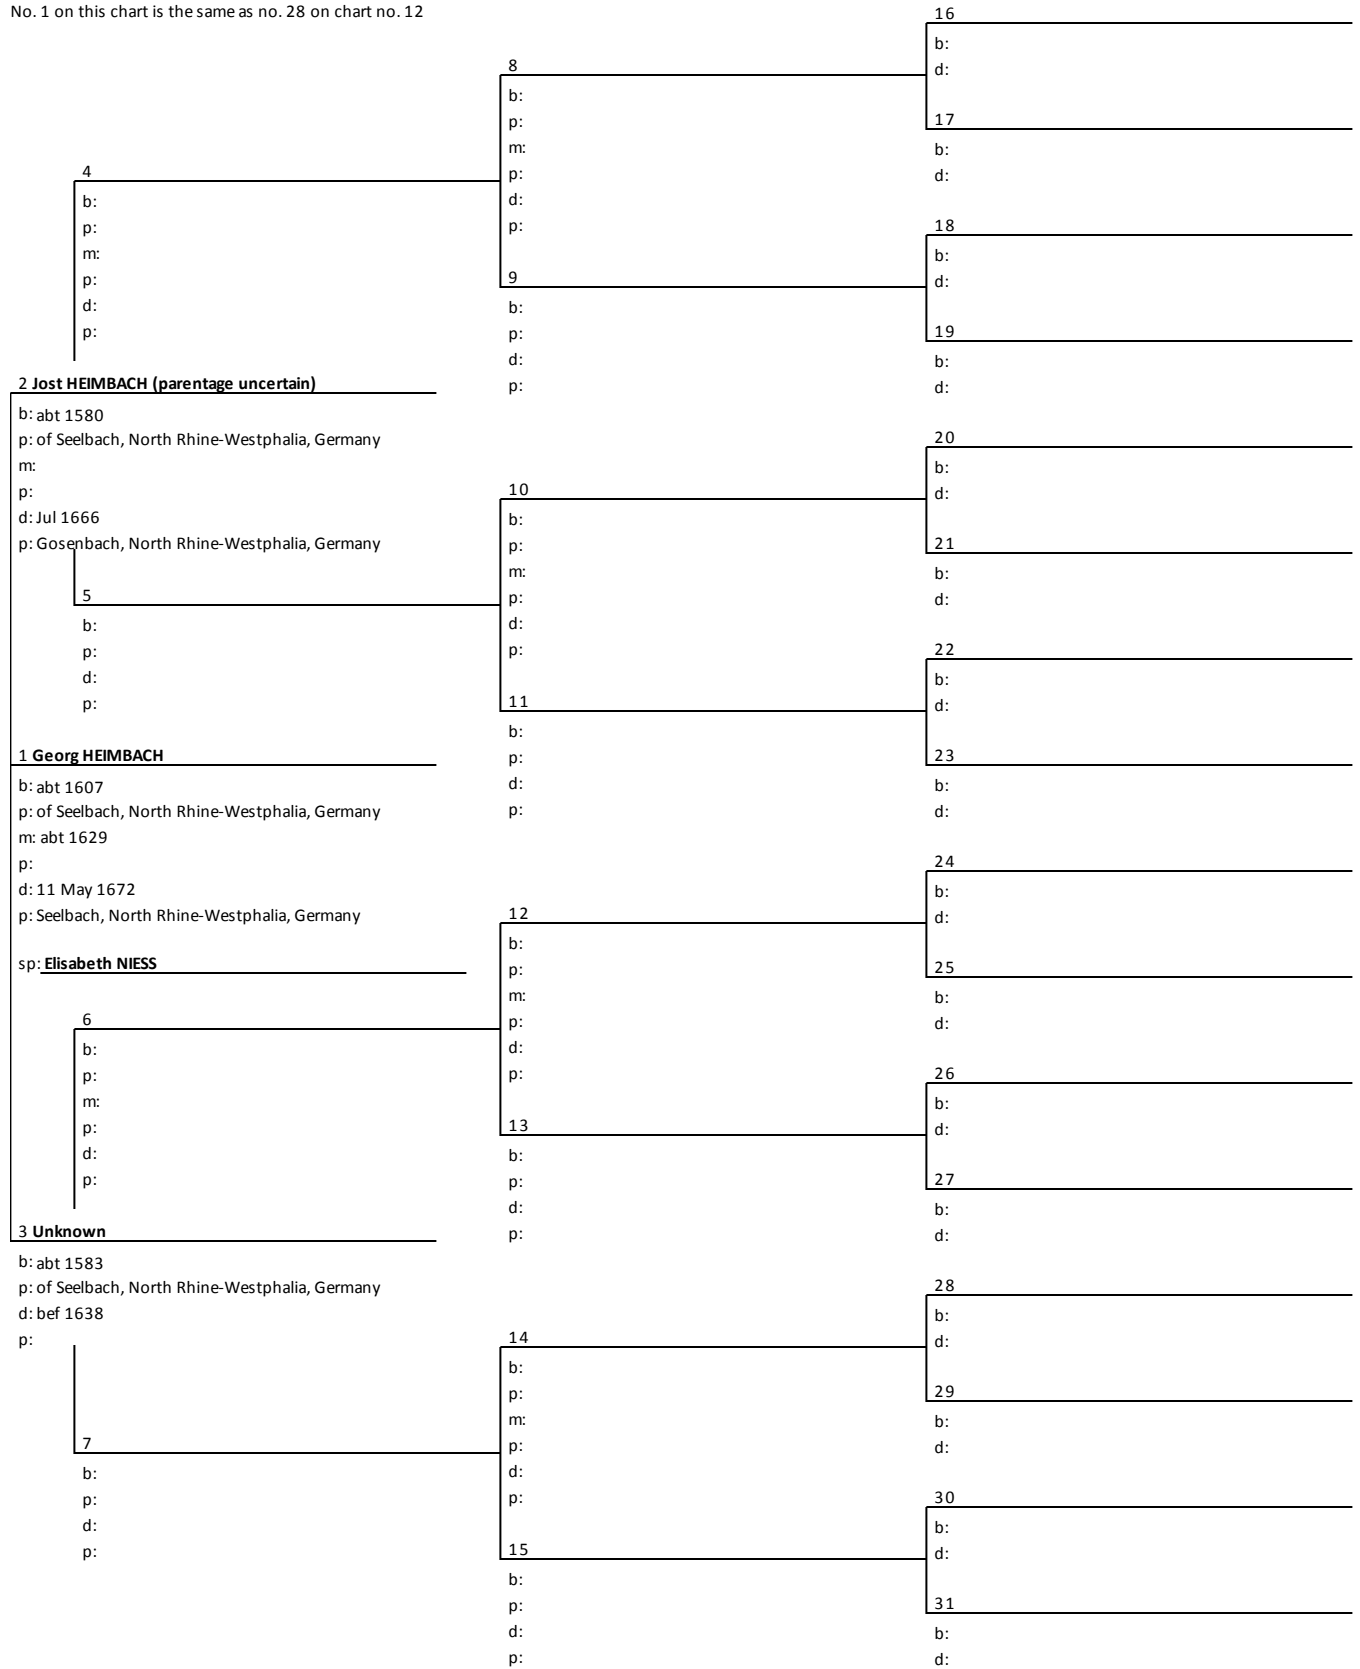 No. 1 on this chart is the same as no. 28 on chart no. 12
16
b:
d:
8
b:
p:
m:
p:
d:
p:
17
b:
d:
4
b:
p:
m:
p:
d:
p:
18
b:
d:
9
b:
p:
d:
p:
19
b:
d:
2 Jost HEIMBACH (parentage uncertain)
b: abt 1580
p: of Seelbach, North Rhine-Westphalia, Germany
m:
p:
d: Jul 1666
p: Gosenbach, North Rhine-Westphalia, Germany
20
b:
d:
10
b:
p:
m:
p:
d:
p:
21
b:
d:
5
b:
p:
d:
p:
22
b:
d:
11
b:
p:
d:
p:
23
b:
d:
1 Georg HEIMBACH
b: abt 1607
p: of Seelbach, North Rhine-Westphalia, Germany
m: abt 1629
p:
d: 11 May 1672
p: Seelbach, North Rhine-Westphalia, Germany
sp: Elisabeth NIESS
24
b:
d:
12
b:
p:
m:
p:
d:
p:
25
b:
d:
6
b:
p:
m:
p:
d:
p:
26
b:
d:
13
b:
p:
d:
p:
27
b:
d:
3 Unknown
b: abt 1583
p: of Seelbach, North Rhine-Westphalia, Germany
d: bef 1638
p:
28
b:
d:
14
b:
p:
m:
p:
d:
p:
29
b:
d:
7
b:
p:
d:
p:
30
b:
d:
15
b:
p:
d:
p:
31
b:
d: